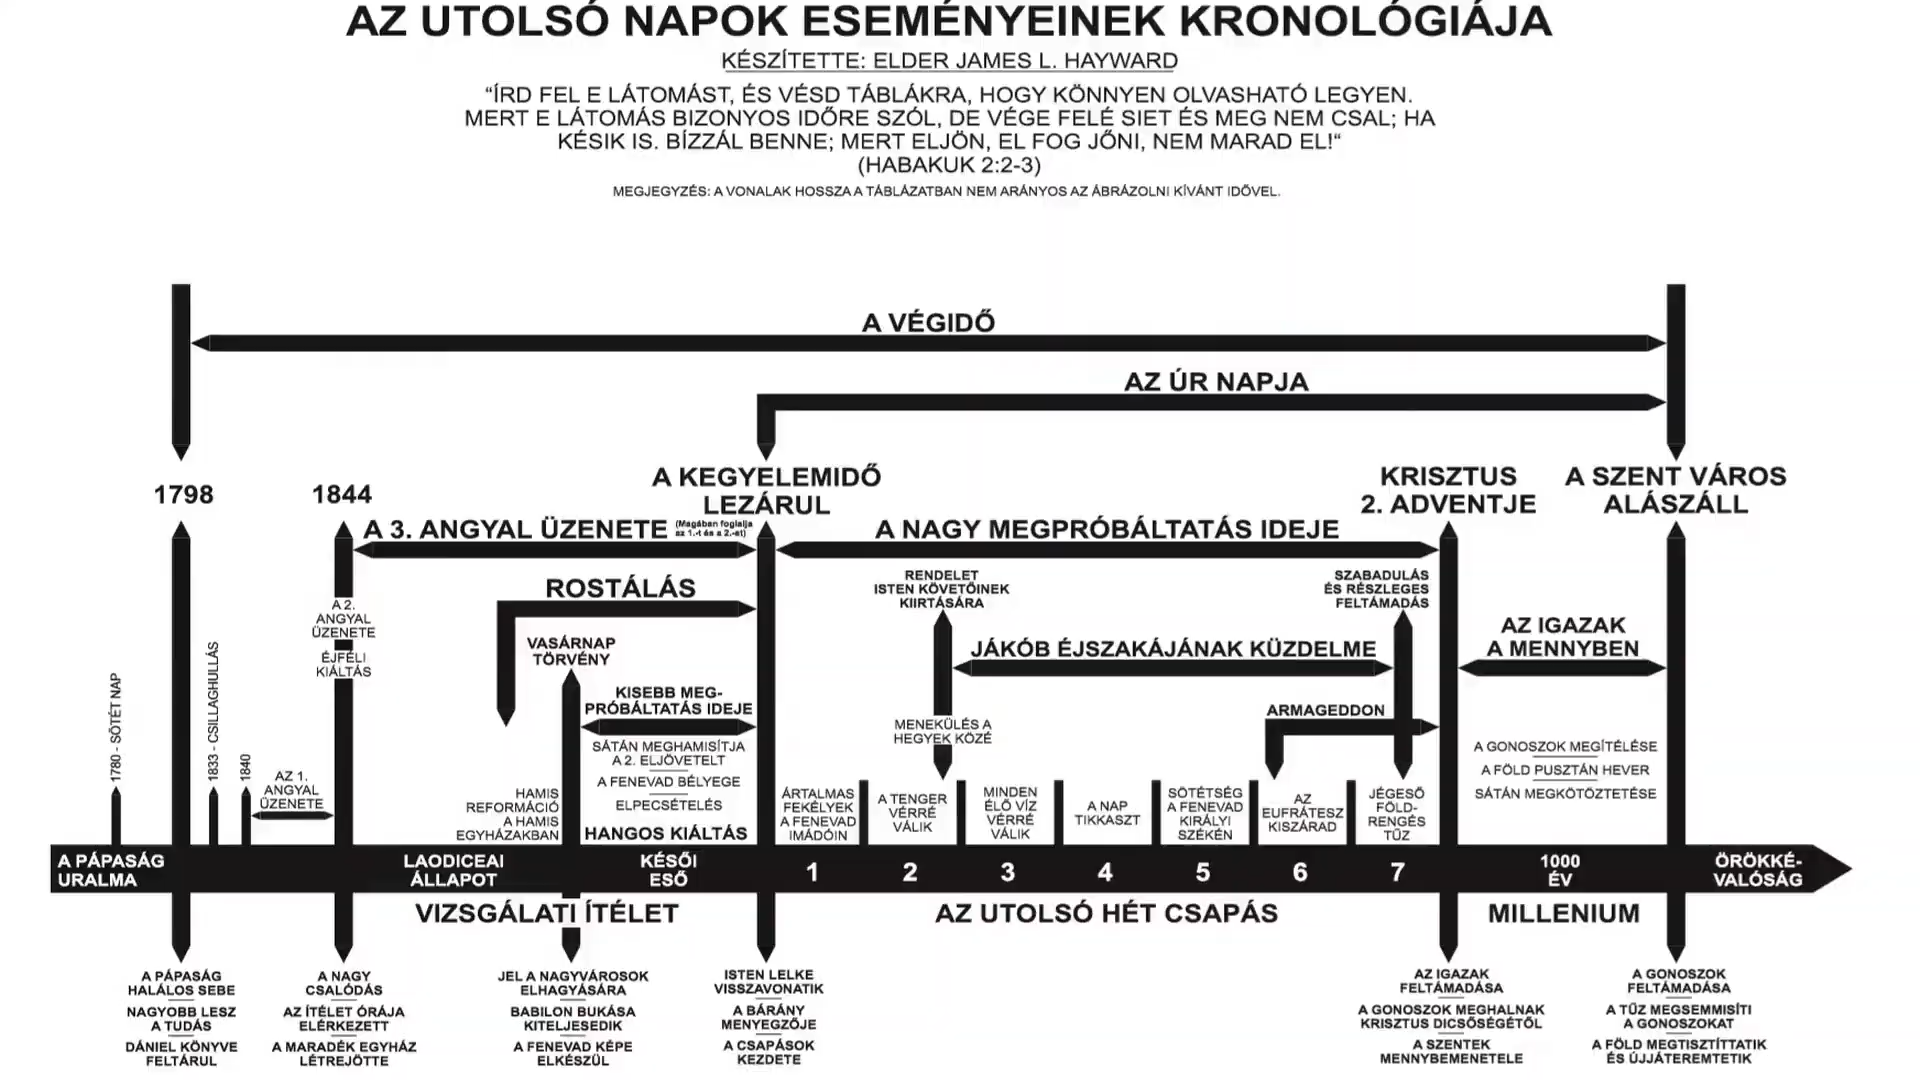 AZ UTOLSÓ NAPOK ESEMÉNYEINEK KRONOLÓGIÁJA
KÉSZÍTETTE: ELDER JAMES L. HAYWARD
“ÍRD FEL E LÁTOMÁST, ÉS VÉSD TÁBLÁKRA, HOGY KÖNNYEN OLVASHATÓ LEGYEN.
MERT E LÁTOMÁS BIZONYOS IDŐRE SZÓL, DE VÉGE FELÉ SIET ÉS MEG NEM CSAL; HA
KÉSIK IS. BÍZZÁL BENNE; MERT ELJÖN, EL FOG JŐNI, NEM MARAD EL!“
(HABAKUK 2:2-3)
MEGJEGYZÉS: A VONALAK HOSSZA A TÁBLÁZATBAN NEM ARÁNYOS AZ ÁBRÁZOLNI KÍVÁNT IDŐVEL.
A VÉGIDŐ
AZ ÚR NAPJA
1798
1844
A KEGYELEMIDŐ
LEZÁRUL
KRISZTUS
2. ADVENTJE
A SZENT VÁROS
ALÁSZÁLL
A 3. ANGYAL ÜZENETE
(Magában foglalja
az 1.-t és a 2.-at)
A NAGY MEGPRÓBÁLTATÁS IDEJE
ROSTÁLÁS
RENDELET
ISTEN KÖVETŐINEK
KIIRTÁSÁRA
SZABADULÁS
ÉS RÉSZLEGES
FELTÁMADÁS
A 2.
ANGYAL
ÜZENETE
ÉJFÉLI
KIÁLTÁS
VASÁRNAP
TÖRVÉNY
JÁKÓB ÉJSZAKÁJÁNAK KÜZDELME
AZ IGAZAK
A MENNYBEN
1780 - SÖTÉT NAP
1833 - CSILLAGHULLÁS
1840
AZ 1.
ANGYAL
ÜZENETE
KISEBB MEG-
PRÓBÁLTATÁS IDEJE
SÁTÁN MEGHAMISÍTJA
A 2. ELJÖVETELT
A FENEVAD BÉLYEGE
ELPECSÉTELÉS
HANGOS KIÁLTÁS
HAMIS
REFORMÁCIÓ
A HAMIS
EGYHÁZAKBAN
MENEKÜLÉS A
HEGYEK KÖZÉ
ARMAGEDDON
A GONOSZOK MEGÍTÉLÉSE
A FÖLD PUSZTÁN HEVER
SÁTÁN MEGKÖTÖZTETÉSE
ÁRTALMAS
FEKÉLYEK
A FENEVAD
IMÁDÓIN
A TENGER
VÉRRÉ
VÁLIK
MINDEN
ÉLŐ VÍZ
VÉRRÉ
VÁLIK
A NAP
TIKKASZT
SÖTÉTSÉG
A FENEVAD
KIRÁLYI
SZÉKÉN
AZ
EUFRÁTESZ
KISZÁRAD
JÉGESŐ
FÖLD-
RENGÉS
TŰZ
A PÁPASÁG
URALMA
LAODICEAI
ÁLLAPOT
KÉSŐI
ESŐ
1
2
3
4
5
6
7
1000
ÉV
ÖRÖKKÉ-
VALÓSÁG
VIZSGÁLATI ÍTÉLET
AZ UTOLSÓ HÉT CSAPÁS
MILLENIUM
A PÁPASÁG
HALÁLOS SEBE
NAGYOBB LESZ
A TUDÁS
DÁNIEL KÖNYVE
FELTÁRUL
A NAGY
CSALÓDÁS
AZ ÍTÉLET ÓRÁJA
ELÉRKEZETT
A MARADÉK EGYHÁZ
LÉTREJÖTTE
JEL A NAGYVÁROSOK
ELHAGYÁSÁRA
BABILON BUKÁSA
KITELJESEDIK
A FENEVAD KÉPE
ELKÉSZÜL
ISTEN LELKE
VISSZAVONATIK
A BÁRÁNY
MENYEGZŐJE
A CSAPÁSOK
KEZDETE
AZ IGAZAK
FELTÁMADÁSA
A GONOSZOK MEGHALNAK
KRISZTUS DICSŐSÉGÉTŐL
A SZENTEK
MENNYBEMENETELE
A GONOSZOK
FELTÁMADÁSA
A TŰZ MEGSEMMISÍTI
A GONOSZOKAT
A FÖLD MEGTISZTÍTTATIK
ÉS ÚJJÁTEREMTETIK